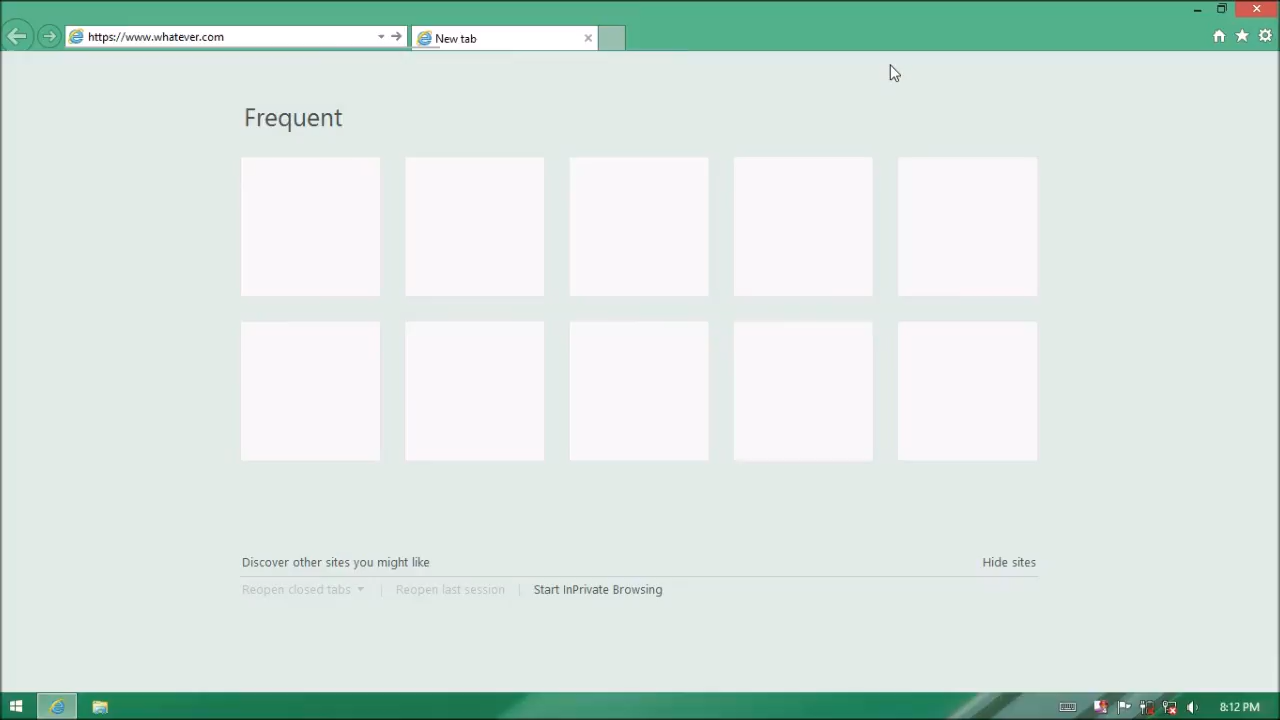 https://www.whatever.com
New tab
Frequent
Discover other sites you might like
Hide sites
Reopen closed tabs
Reopen last session
Start InPrivate Browsing
8:12 PM